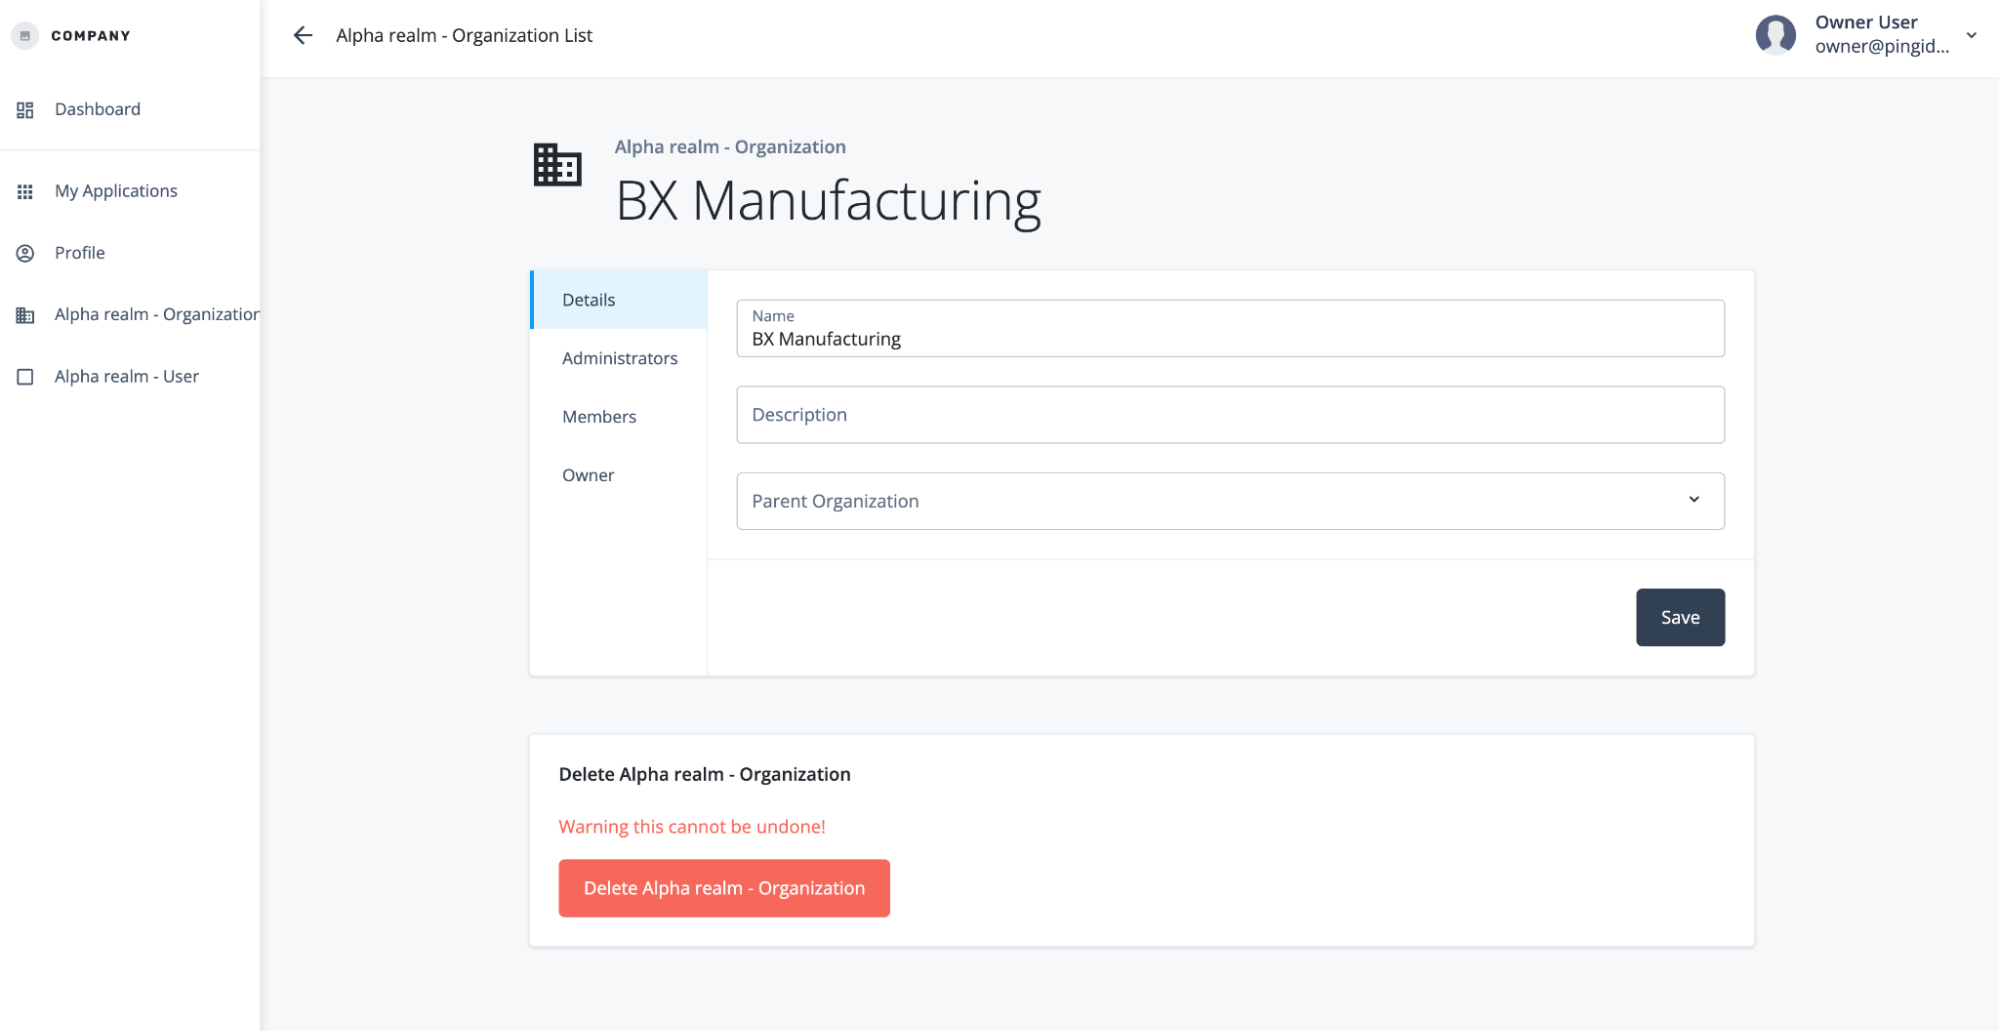 COMPANY
Alpha realm - Organization List
Owner User
owner@pingid...
Dashboard
My Applications
Profile
Alpha realm - Organization
Alpha realm - User
Alpha realm - Organization
BX Manufacturing
Details
Administrators
Members
Owner
Name
BX Manufacturing
Description
Parent Organization
Save
Delete Alpha realm - Organization
Warning this cannot be undone!
Delete Alpha realm - Organization